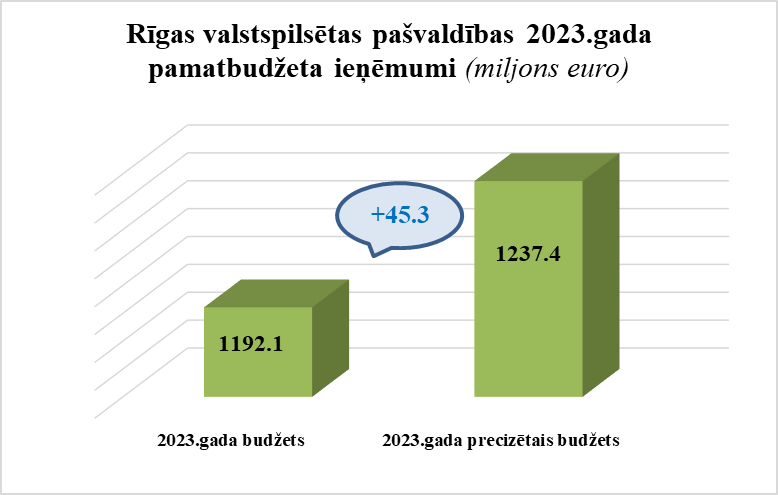 Rīgas valstspilsētas pašvaldības 2023.gada
pamatbudžeta ieņēmumi (miljons euro)
+45.3
1237.4
1192.1
2023.gada budžets
2023.gada precizētais budžets